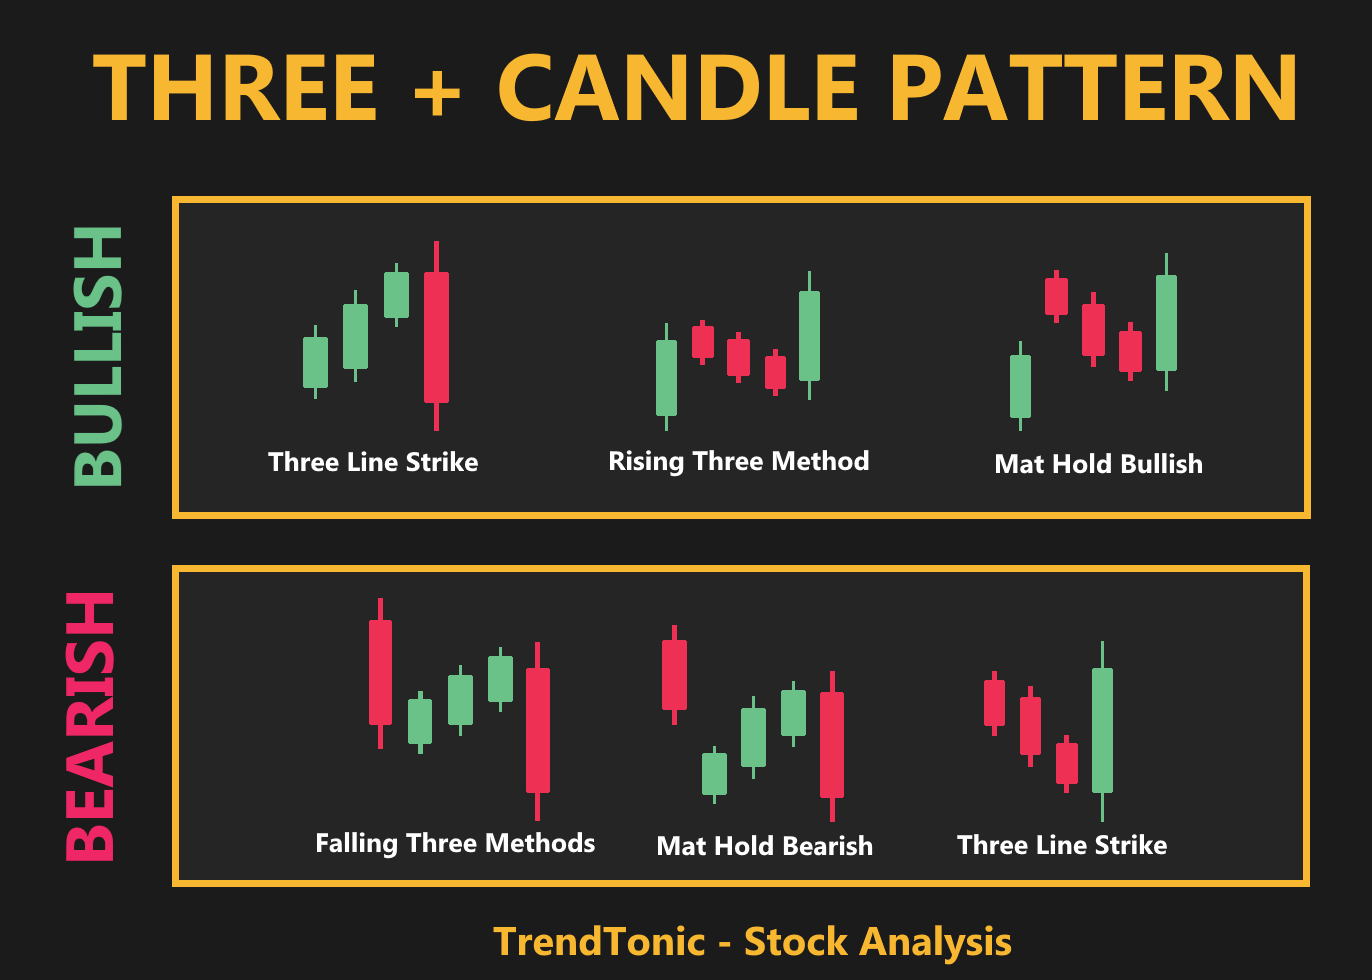 THREE + CANDLE PATTERN
BULLISH
Three Line Strike
Rising Three Method
Mat Hold Bullish
BEARISH
Falling Three Methods
Mat Hold Bearish
Three Line Strike
TrendTonic - Stock Analysis